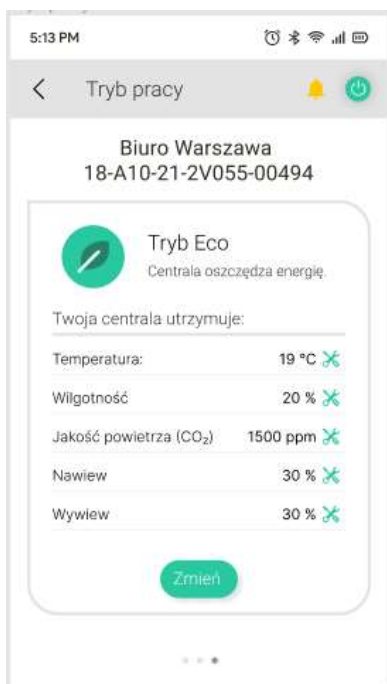 5:13 PM
Tryb pracy
Biuro Warszawa
18-A10-21-2V055-00494
Tryb Eco
Centrala oszczędza energię.
Twoja centrala utrzymuje:
Temperatura: 19 °C
Wilgotność 20 %
Jakość powietrza (CO₂) 1500 ppm
Nawiew 30 %
Wywiew 30 %
Zmień